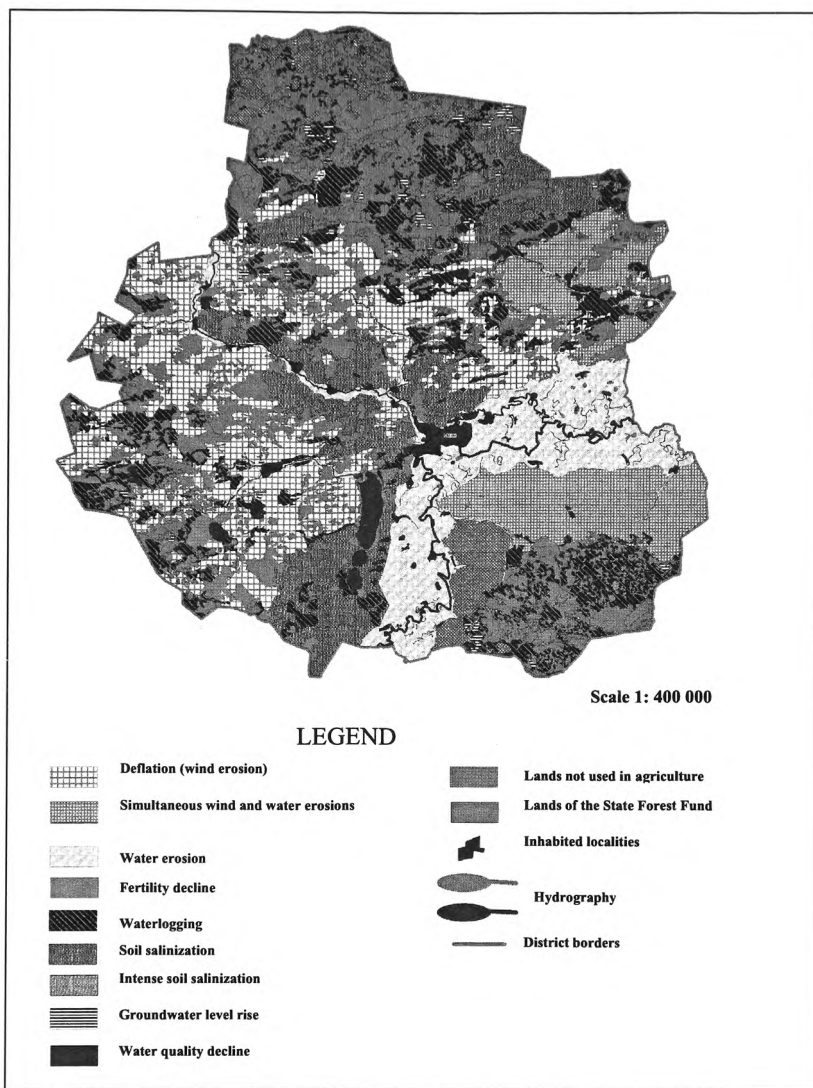 Scale 1: 400 000
LEGEND
Deflation (wind erosion)
Simultaneous wind and water erosions
Water erosion
Fertility decline
Waterlogging
Soil salinization
Intense soil salinization
Groundwater level rise
Water quality decline
Lands not used in agriculture
Lands of the State Forest Fund
Inhabited localities
Hydrography
District borders